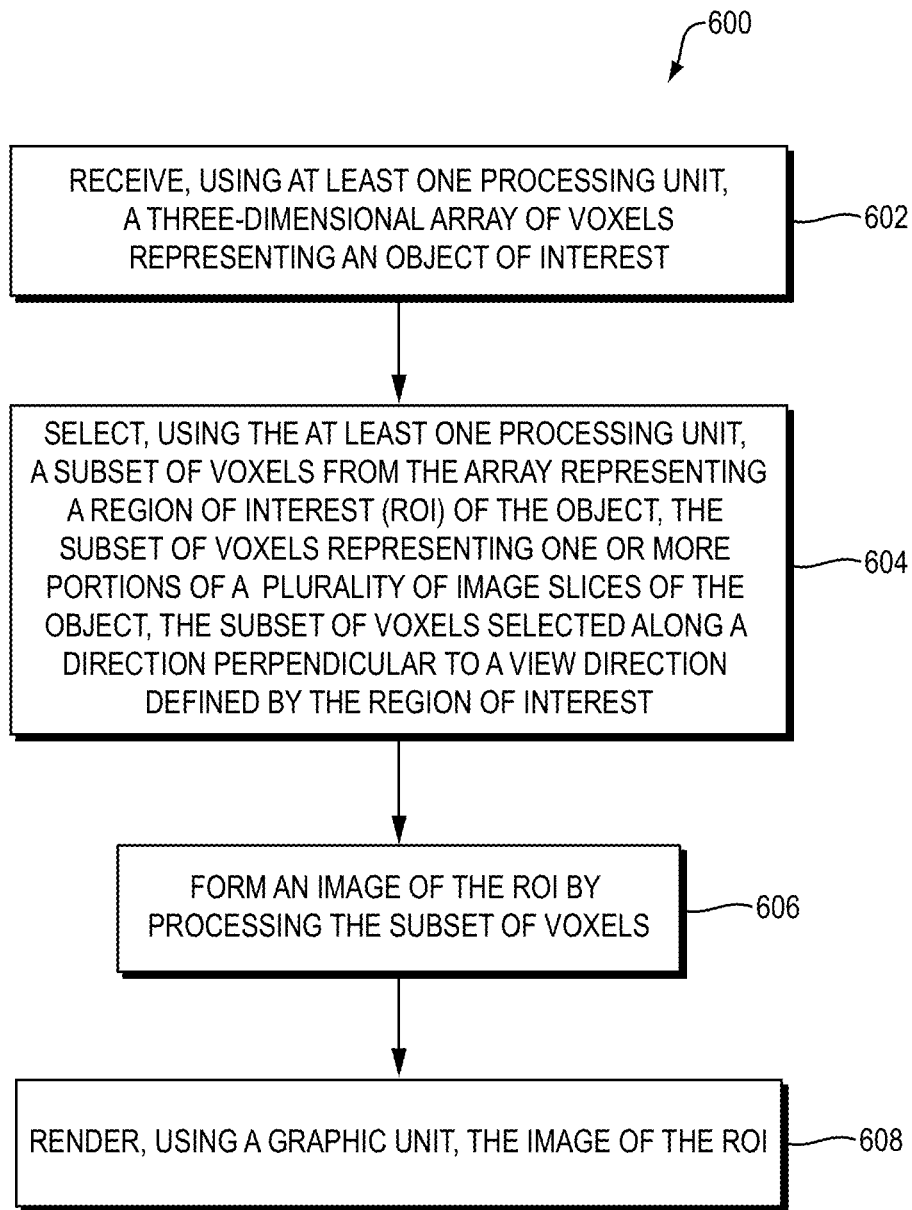 600
RECEIVE, USING AT LEAST ONE PROCESSING UNIT,
A THREE-DIMENSIONAL ARRAY OF VOXELS
REPRESENTING AN OBJECT OF INTEREST
602
SELECT, USING THE AT LEAST ONE PROCESSING UNIT,
A SUBSET OF VOXELS FROM THE ARRAY REPRESENTING
A REGION OF INTEREST (ROI) OF THE OBJECT, THE
SUBSET OF VOXELS REPRESENTING ONE OR MORE
PORTIONS OF A PLURALITY OF IMAGE SLICES OF THE
OBJECT, THE SUBSET OF VOXELS SELECTED ALONG A
DIRECTION PERPENDICULAR TO A VIEW DIRECTION
DEFINED BY THE REGION OF INTEREST
604
FORM AN IMAGE OF THE ROI BY
PROCESSING THE SUBSET OF VOXELS
606
RENDER, USING A GRAPHIC UNIT, THE IMAGE OF THE ROI
608